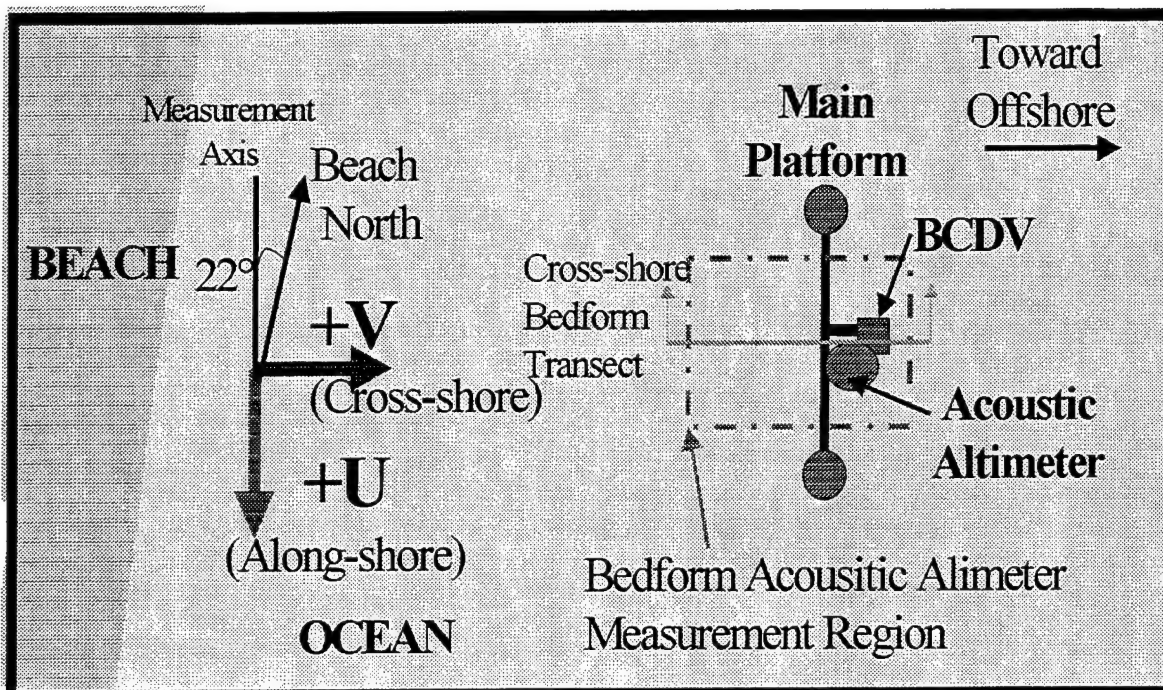 Measurement
Axis
Beach
North
BEACH
22°
+V
(Cross-shore)
+U
(Along-shore)
OCEAN
Main
Platform
Toward
Offshore
BCDV
Cross-shore
Bedform
Transect
Acoustic
Altimeter
Bedform Acousitic Alimeter
Measurement Region